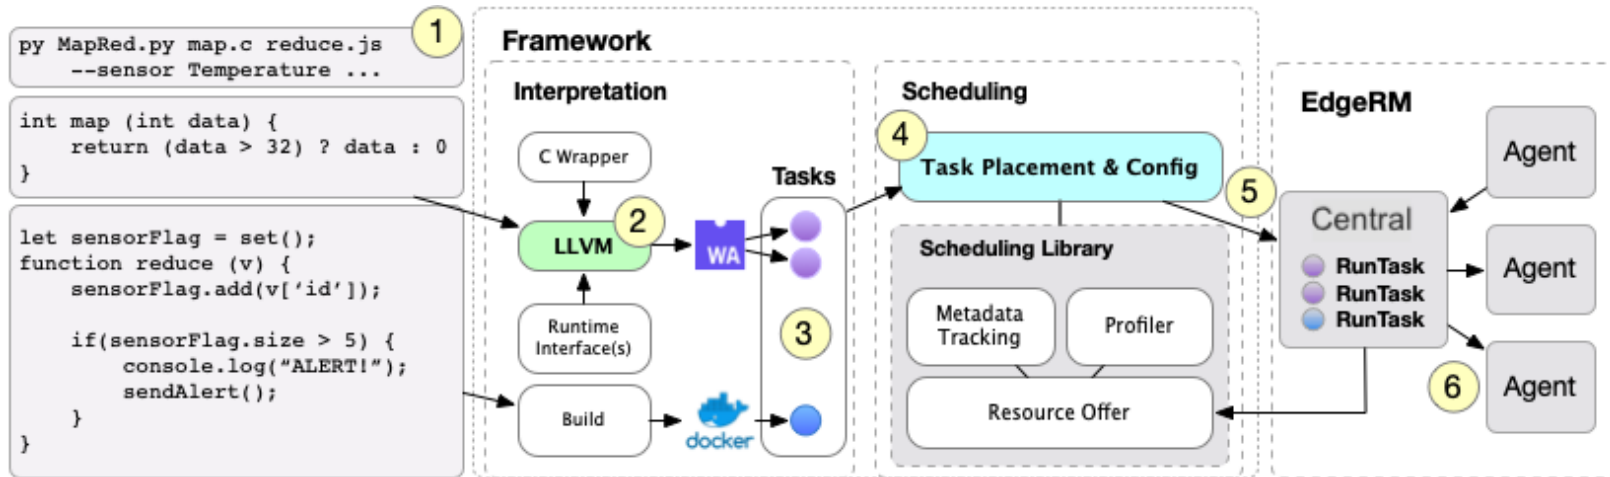 1
py MapRed.py map.c reduce.js
--sensor Temperature ...
int map (int data) {
return (data > 32) ? data : 0
}
let sensorFlag = set();
function reduce (v) {
sensorFlag.add(v[‘id’]);
if(sensorFlag.size > 5) {
console.log(“ALERT!”);
sendAlert();
}
}
Framework
Interpretation
C Wrapper
2
LLVM
WA
Runtime
Interface(s)
Build
docker
Tasks
3
Scheduling
4
Task Placement & Config
Scheduling Library
Metadata
Tracking
Profiler
Resource Offer
5
EdgeRM
Central
RunTask
RunTask
RunTask
Agent
Agent
6
Agent